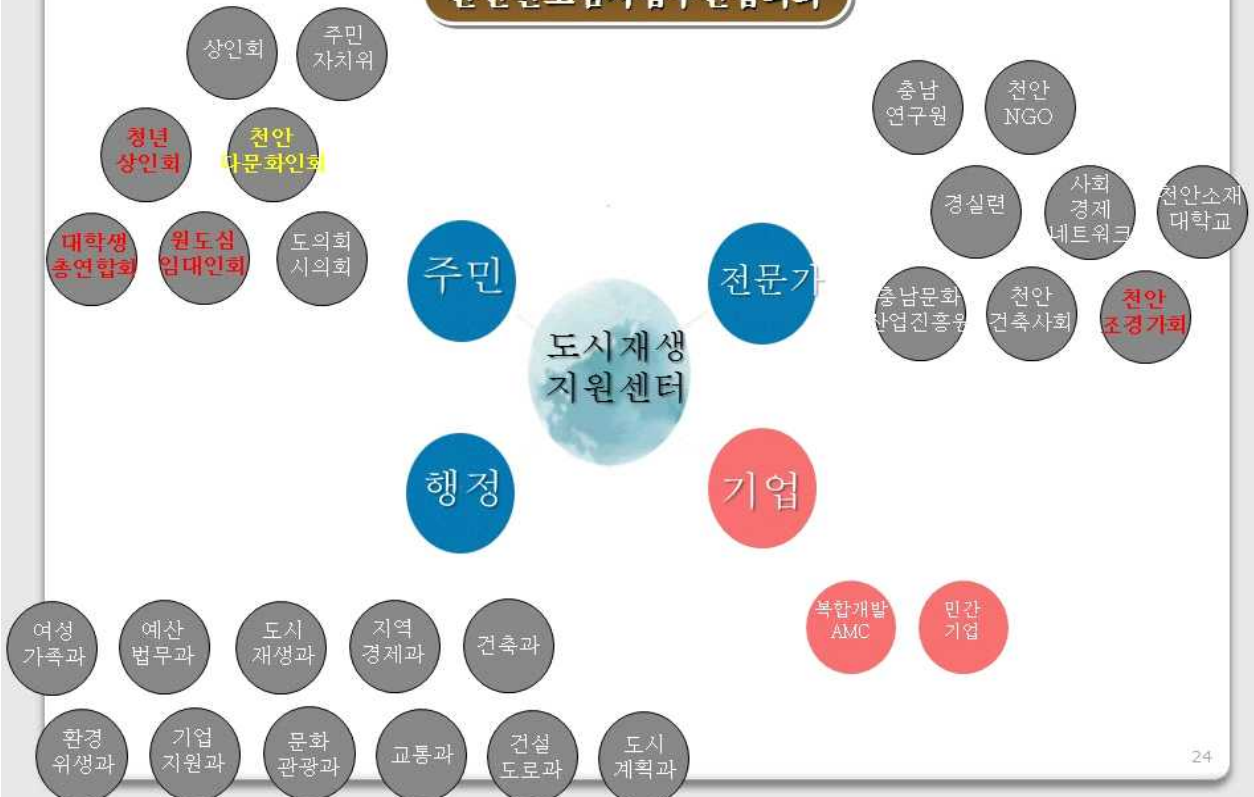 상인회
주민
자치위
청년
상인회
천안
다문화인회
대학생
총연합회
원도심
임대인회
도의회
시의회
충남
연구원
천안
NGO
경실련
사회
경제
네트워크
천안소재
대학교
충남문화
산업진흥원
천안
건축사회
천안
조경가회
주민
전문가
도시재생
지원센터
행정
기업
복합개발
AMC
민간
기업
여성
가족과
예산
법무과
도시
재생과
지역
경제과
건축과
환경
위생과
기업
지원과
문화
관광과
교통과
건설
도로과
도시
계획과
24